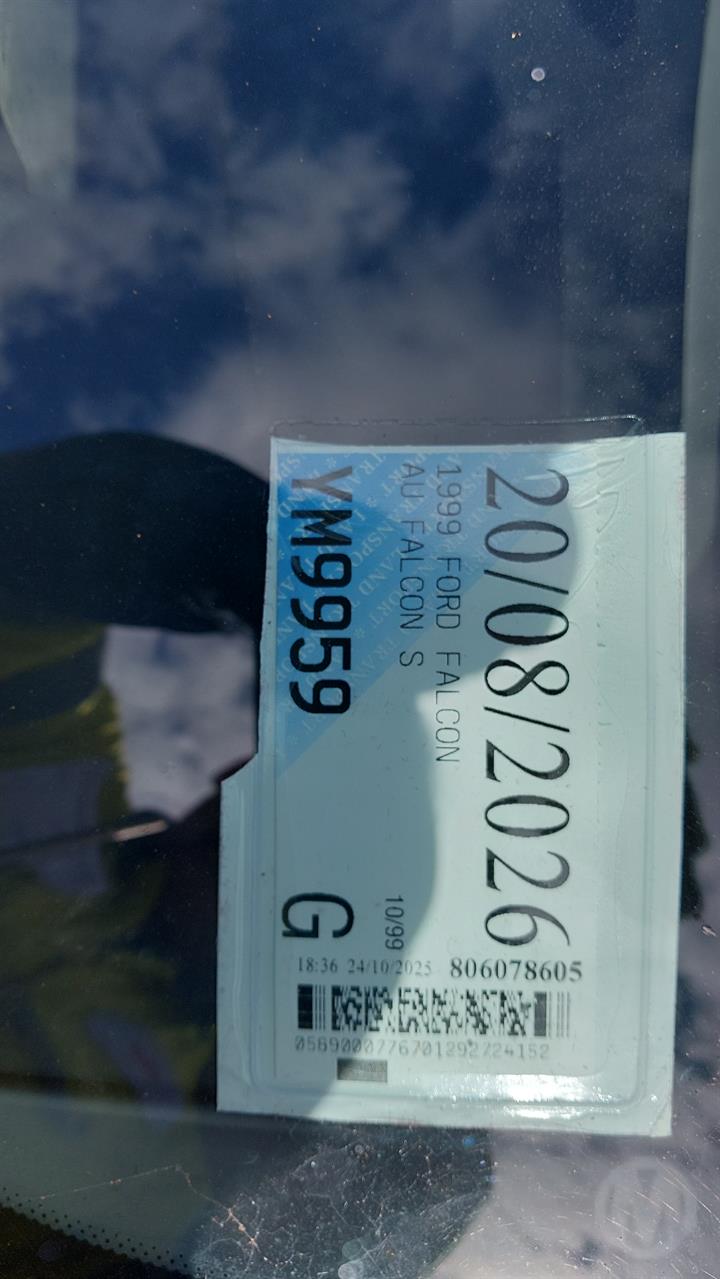 20/08/2026
1999 FORD FALCON
AU FALCON S
10/99
YM9959
G
806078605
18:36 24/10/2025
0589000776701292724152